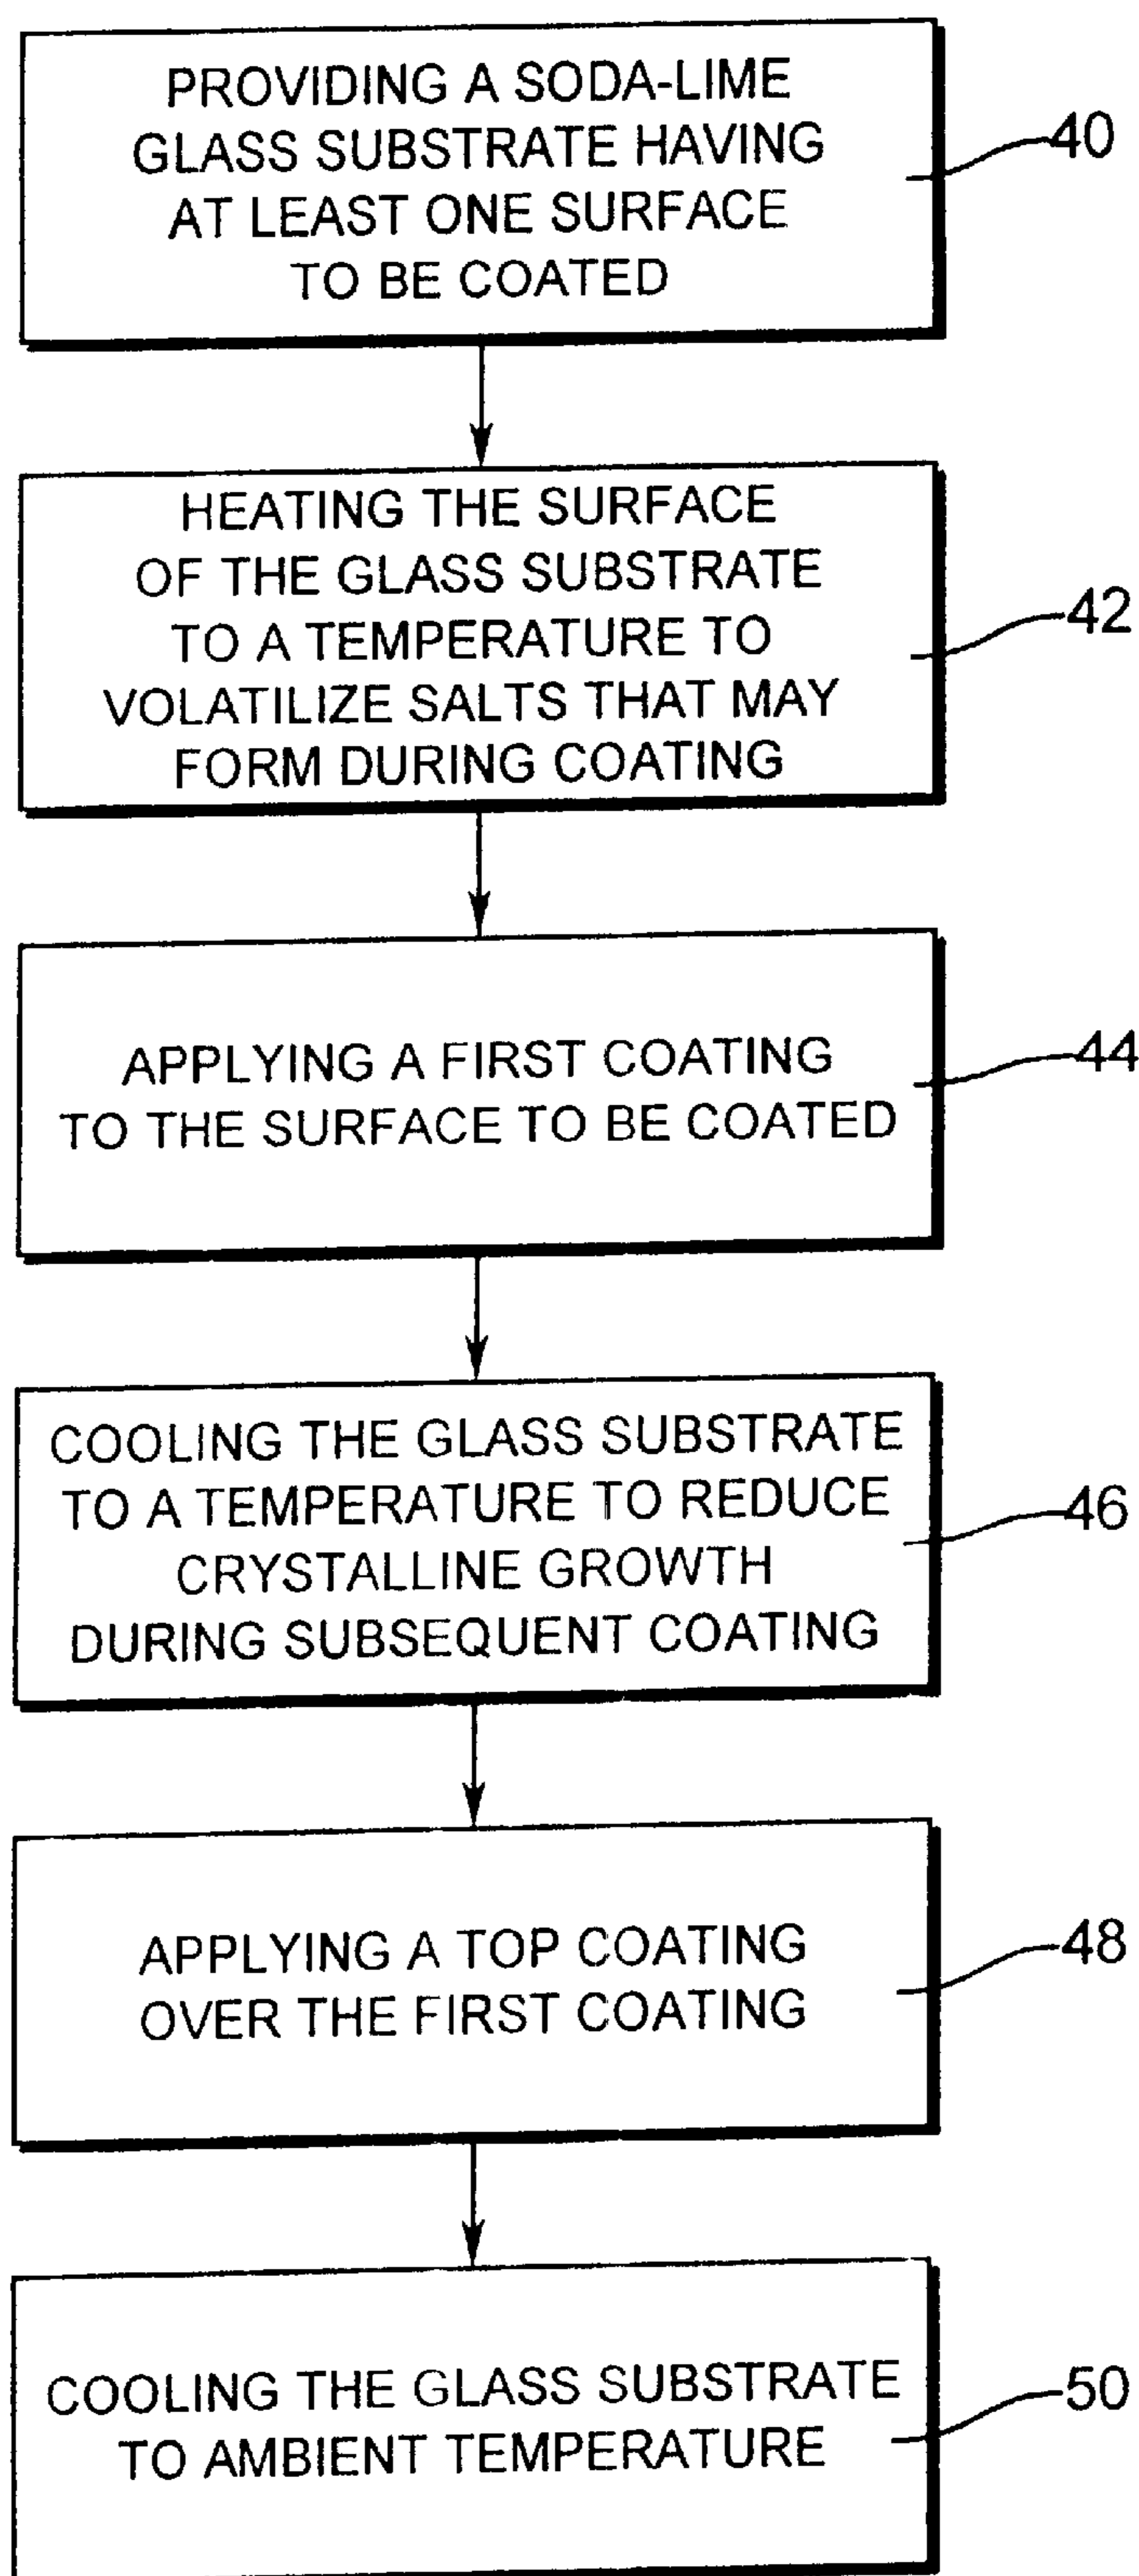 PROVIDING A SODA-LIME
GLASS SUBSTRATE HAVING
AT LEAST ONE SURFACE
TO BE COATED
40
HEATING THE SURFACE
OF THE GLASS SUBSTRATE
TO A TEMPERATURE TO
VOLATILIZE SALTS THAT MAY
FORM DURING COATING
42
APPLYING A FIRST COATING
TO THE SURFACE TO BE COATED
44
COOLING THE GLASS SUBSTRATE
TO A TEMPERATURE TO REDUCE
CRYSTALLINE GROWTH
DURING SUBSEQUENT COATING
46
APPLYING A TOP COATING
OVER THE FIRST COATING
48
COOLING THE GLASS SUBSTRATE
TO AMBIENT TEMPERATURE
50